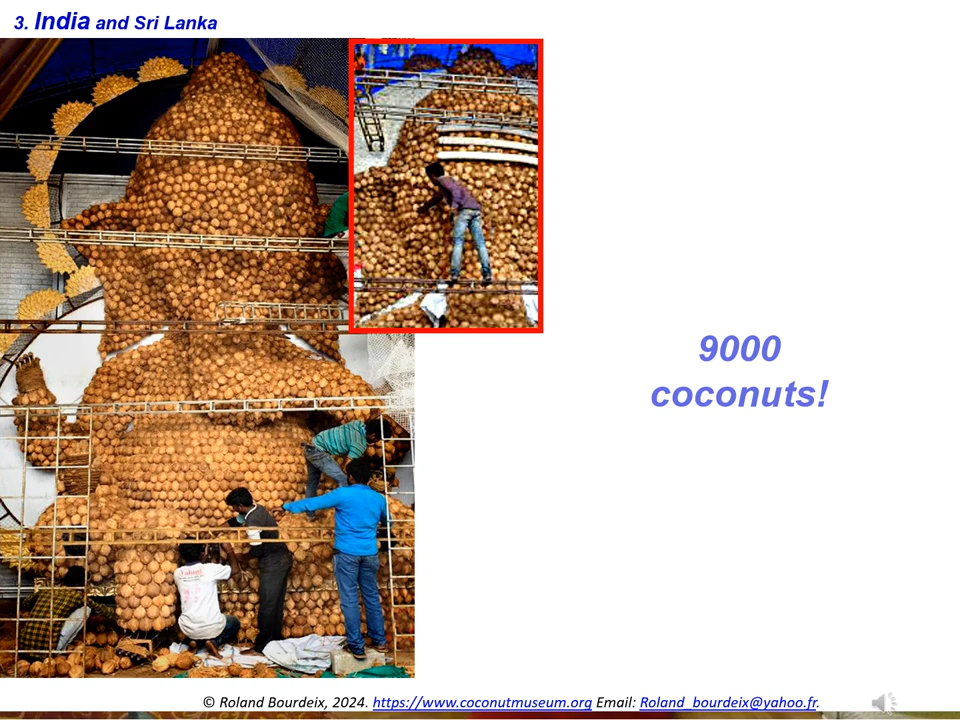 3. India and Sri Lanka
9000
coconuts!
© Roland Bourdeix, 2024. https://www.coconutmuseum.org Email: Roland_bourdeix@yahoo.fr.